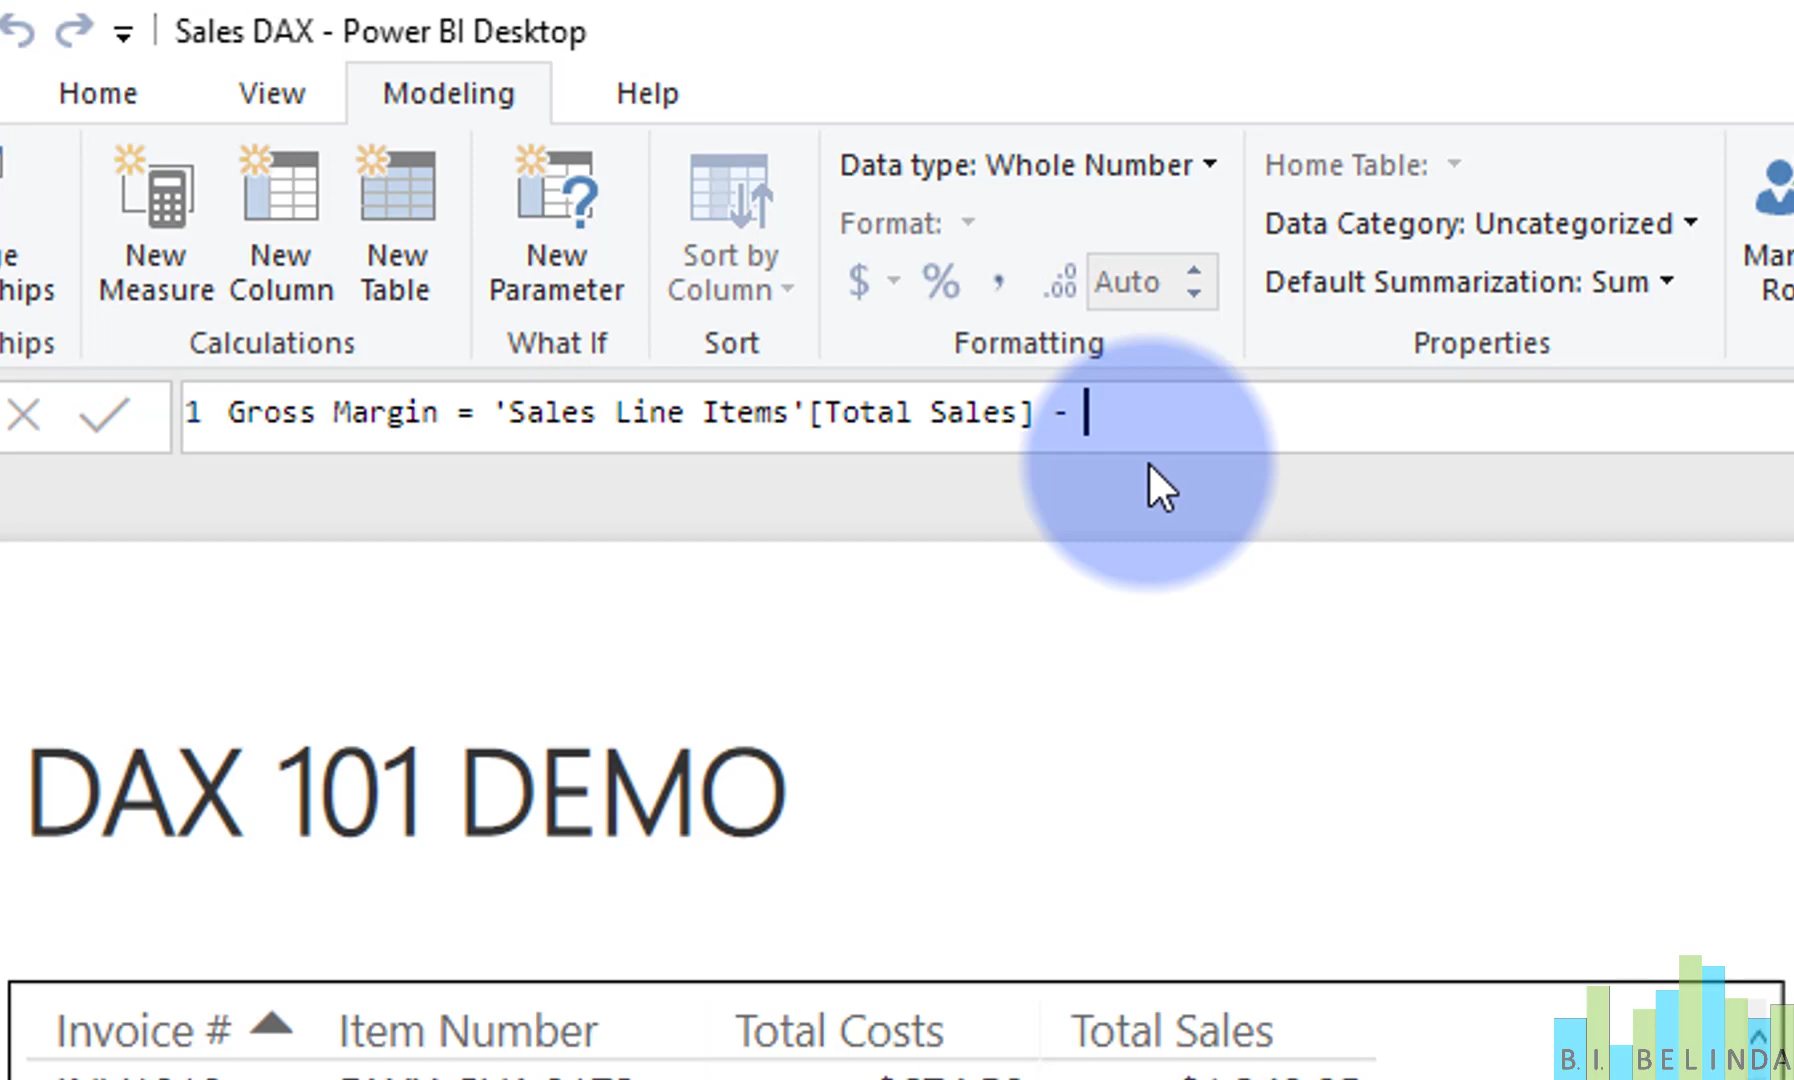 Sales DAX - Power BI Desktop
Home View Modeling Help
Data type: Whole Number Home Table:
Format: Data Category: Uncategorized
New Measure New Column New Table New Parameter Sort by Column
$ % , .00 Auto Default Summarization: Sum
Calculations What If Sort Formatting Properties
1 Gross Margin = 'Sales Line Items'[Total Sales] -
DAX 101 DEMO
Invoice # Item Number Total Costs Total Sales
B.I. BELINDA